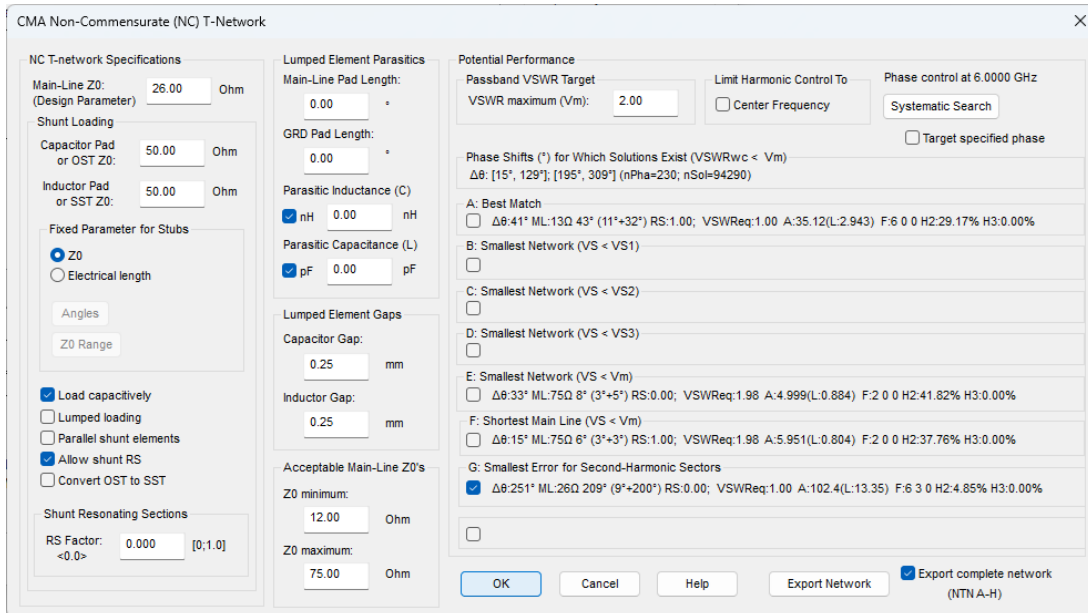 CMA Non-Commensurate (NC) T-Network
NC T-network Specifications
Main-Line Z0:
(Design Parameter)
26.00
Ohm
Shunt Loading
Capacitor Pad
or OST Z0:
50.00
Ohm
Inductor Pad
or SST Z0:
50.00
Ohm
Fixed Parameter for Stubs
Z0
Electrical length
Angles
Z0 Range
Load capacitively
Lumped loading
Parallel shunt elements
Allow shunt RS
Convert OST to SST
Shunt Resonating Sections
RS Factor:
<0.0>
0.000
[0;1.0]
Lumped Element Parasitics
Main-Line Pad Length:
0.00 °
GRD Pad Length:
0.00 °
Parasitic Inductance (C)
nH 0.00 nH
Parasitic Capacitance (L)
pF 0.00 pF
Lumped Element Gaps
Capacitor Gap:
0.25 mm
Inductor Gap:
0.25 mm
Acceptable Main-Line Z0's
Z0 minimum:
12.00 Ohm
Z0 maximum:
75.00 Ohm
Potential Performance
Passband VSWR Target
VSWR maximum (Vm): 2.00
Limit Harmonic Control To
Center Frequency
Phase control at 6.0000 GHz
Systematic Search
Target specified phase
Phase Shifts (°) for Which Solutions Exist (VSWRwc < Vm)
Δθ: [15°, 129°]; [195°, 309°] (nPha=230; nSol=94290)
A: Best Match
Δθ:41° ML:13Ω 43° (11°+32°) RS:1.00; VSWReq:1.00 A:35.12(L:2.943) F:6 0 0 H2:29.17% H3:0.00%
B: Smallest Network (VS < VS1)
C: Smallest Network (VS < VS2)
D: Smallest Network (VS < VS3)
E: Smallest Network (VS < Vm)
Δθ:33° ML:75Ω 8° (3°+5°) RS:0.00; VSWReq:1.98 A:4.999(L:0.884) F:2 0 0 H2:41.82% H3:0.00%
F: Shortest Main Line (VS < Vm)
Δθ:15° ML:75Ω 6° (3°+3°) RS:1.00; VSWReq:1.98 A:5.951(L:0.804) F:2 0 0 H2:37.76% H3:0.00%
G: Smallest Error for Second-Harmonic Sectors
Δθ:251° ML:26Ω 209° (9°+200°) RS:0.00; VSWReq:1.00 A:102.4(L:13.35) F:6 3 0 H2:4.85% H3:0.00%
OK
Cancel
Help
Export Network
Export complete network
(NTN A-H)